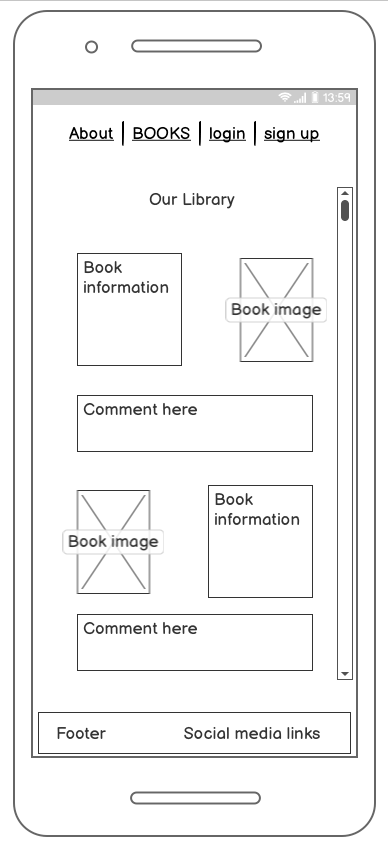 13:59
About | BOOKS | login | sign up
Our Library
Book
information
Book image
Comment here
Book image
Book
information
Comment here
Footer Social media links